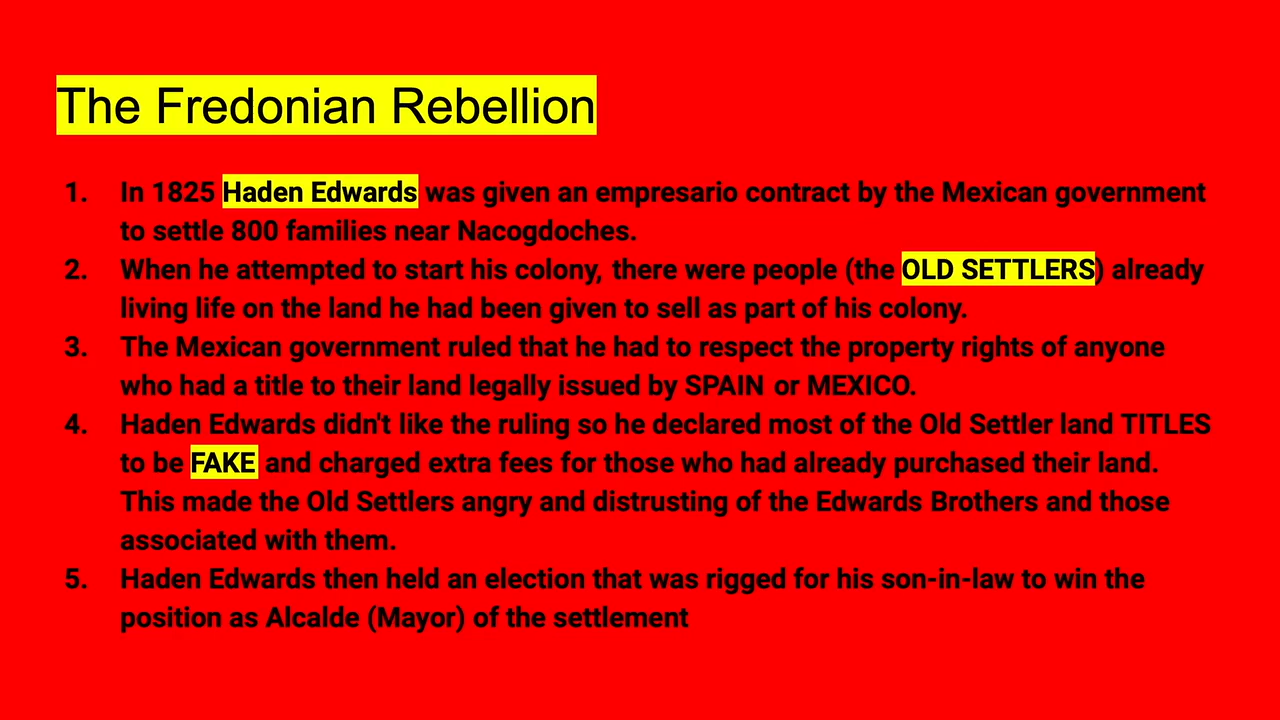 The Fredonian Rebellion
1. In 1825 Haden Edwards was given an empresario contract by the Mexican government
to settle 800 families near Nacogdoches.
2. When he attempted to start his colony, there were people (the OLD SETTLERS) already
living life on the land he had been given to sell as part of his colony.
3. The Mexican government ruled that he had to respect the property rights of anyone
who had a title to their land legally issued by SPAIN or MEXICO.
4. Haden Edwards didn't like the ruling so he declared most of the Old Settler land TITLES
to be FAKE and charged extra fees for those who had already purchased their land.
This made the Old Settlers angry and distrusting of the Edwards Brothers and those
associated with them.
5. Haden Edwards then held an election that was rigged for his son-in-law to win the
position as Alcalde (Mayor) of the settlement